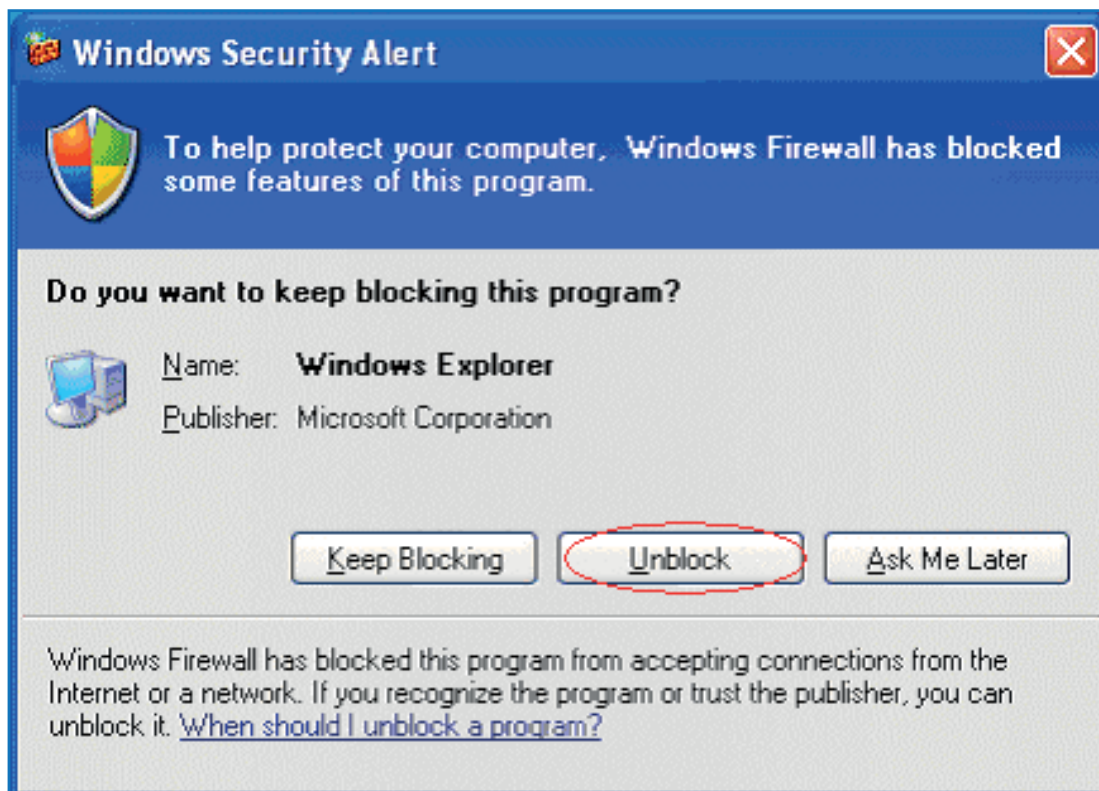 Windows Security Alert
To help protect your computer, Windows Firewall has blocked
some features of this program.
Do you want to keep blocking this program?
Name: Windows Explorer
Publisher: Microsoft Corporation
Keep Blocking Unblock Ask Me Later
Windows Firewall has blocked this program from accepting connections from the
Internet or a network. If you recognize the program or trust the publisher, you can
unblock it. When should I unblock a program?